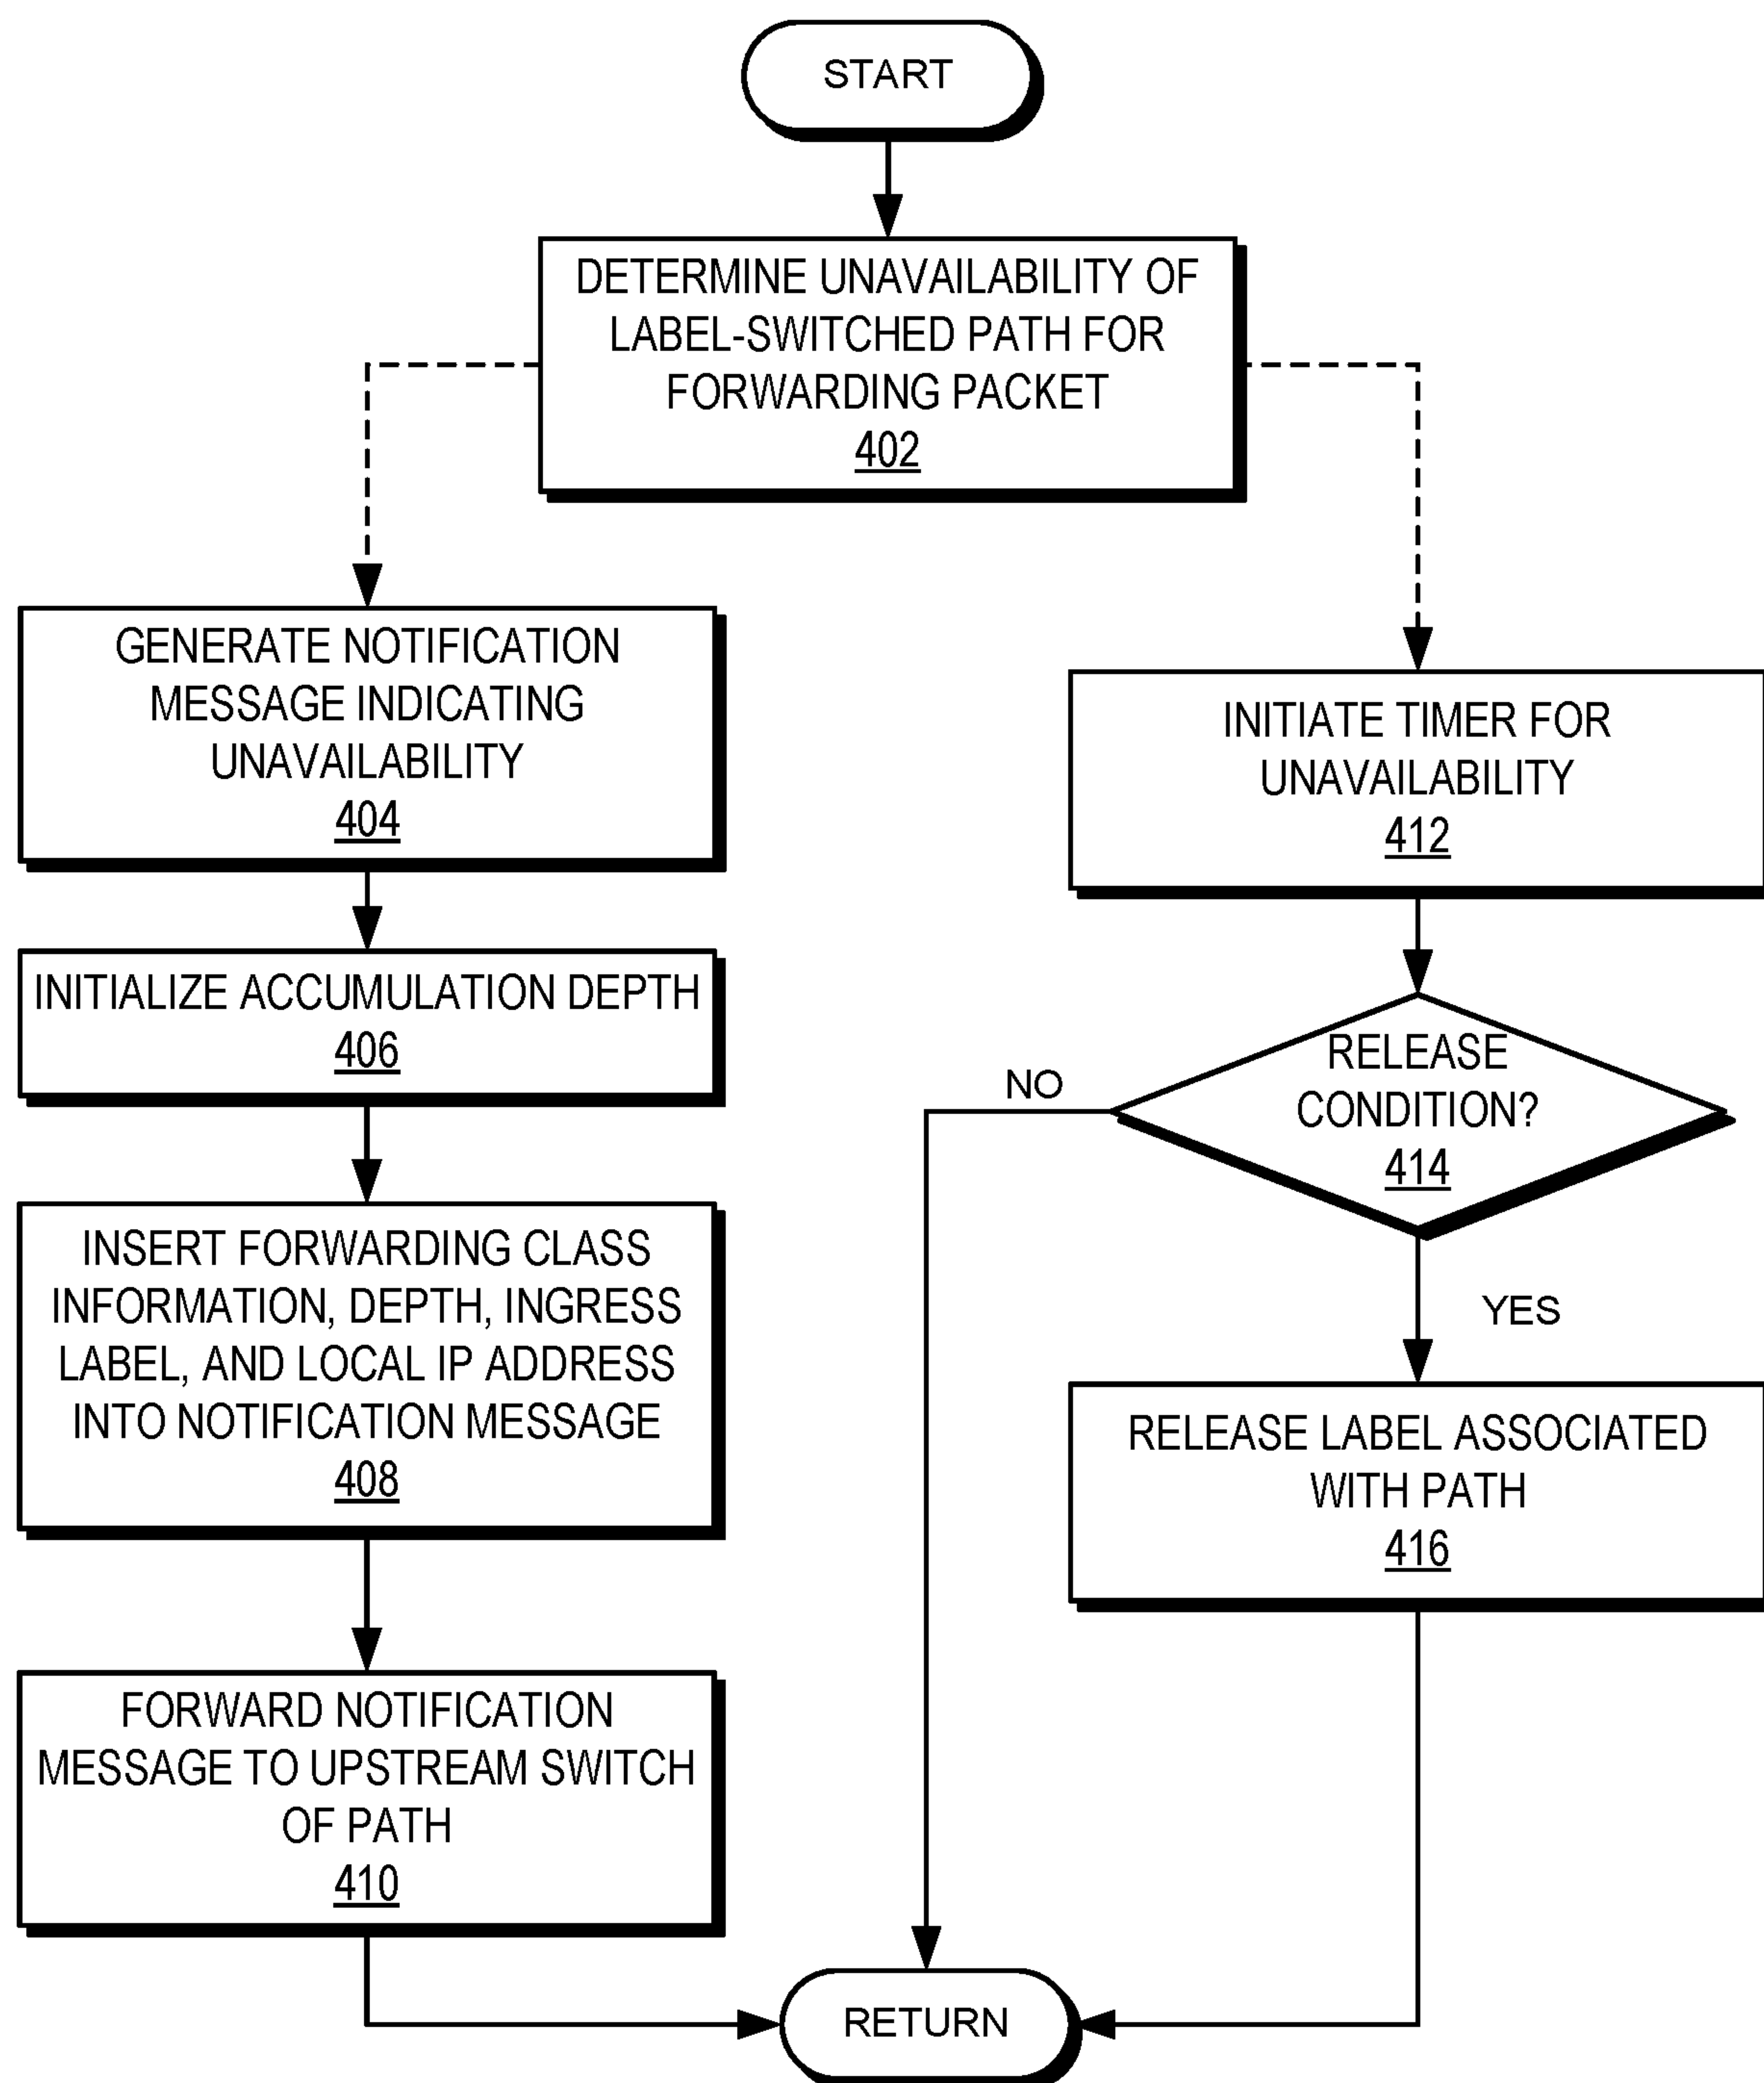 START
DETERMINE UNAVAILABILITY OF
LABEL-SWITCHED PATH FOR
FORWARDING PACKET
402
GENERATE NOTIFICATION
MESSAGE INDICATING
UNAVAILABILITY
404
INITIALIZE ACCUMULATION DEPTH
406
INSERT FORWARDING CLASS
INFORMATION, DEPTH, INGRESS
LABEL, AND LOCAL IP ADDRESS
INTO NOTIFICATION MESSAGE
408
FORWARD NOTIFICATION
MESSAGE TO UPSTREAM SWITCH
OF PATH
410
INITIATE TIMER FOR
UNAVAILABILITY
412
RELEASE
CONDITION?
414
NO
YES
RELEASE LABEL ASSOCIATED
WITH PATH
416
RETURN